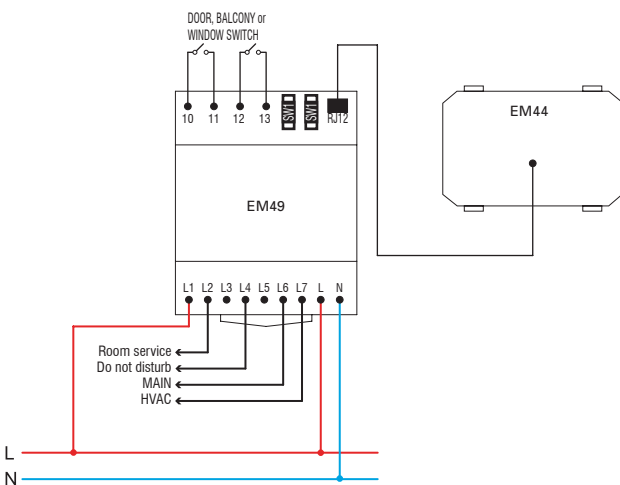 DOOR, BALCONY or
WINDOW SWITCH
10 11 12 13 SW1 SW1 RJ12
EM44
EM49
L1 L2 L3 L4 L5 L6 L7 L N
Room service
Do not disturb
MAIN
HVAC
L
N